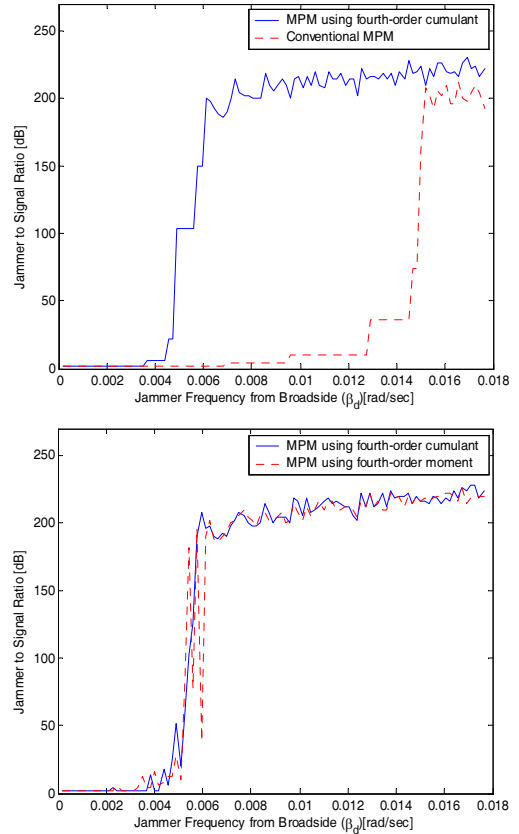 MPM using fourth-order cumulant
Conventional MPM
Jammer to Signal Ratio [dB]
250
200
150
100
50
0
0 0.002 0.004 0.006 0.008 0.01 0.012 0.014 0.016 0.018
Jammer Frequency from Broadside (βd)[rad/sec]
MPM using fourth-order cumulant
MPM using fourth-order moment
Jammer to Signal Ratio [dB]
250
200
150
100
50
0
0 0.002 0.004 0.006 0.008 0.01 0.012 0.014 0.016 0.018
Jammer Frequency from Broadside (βd)[rad/sec]